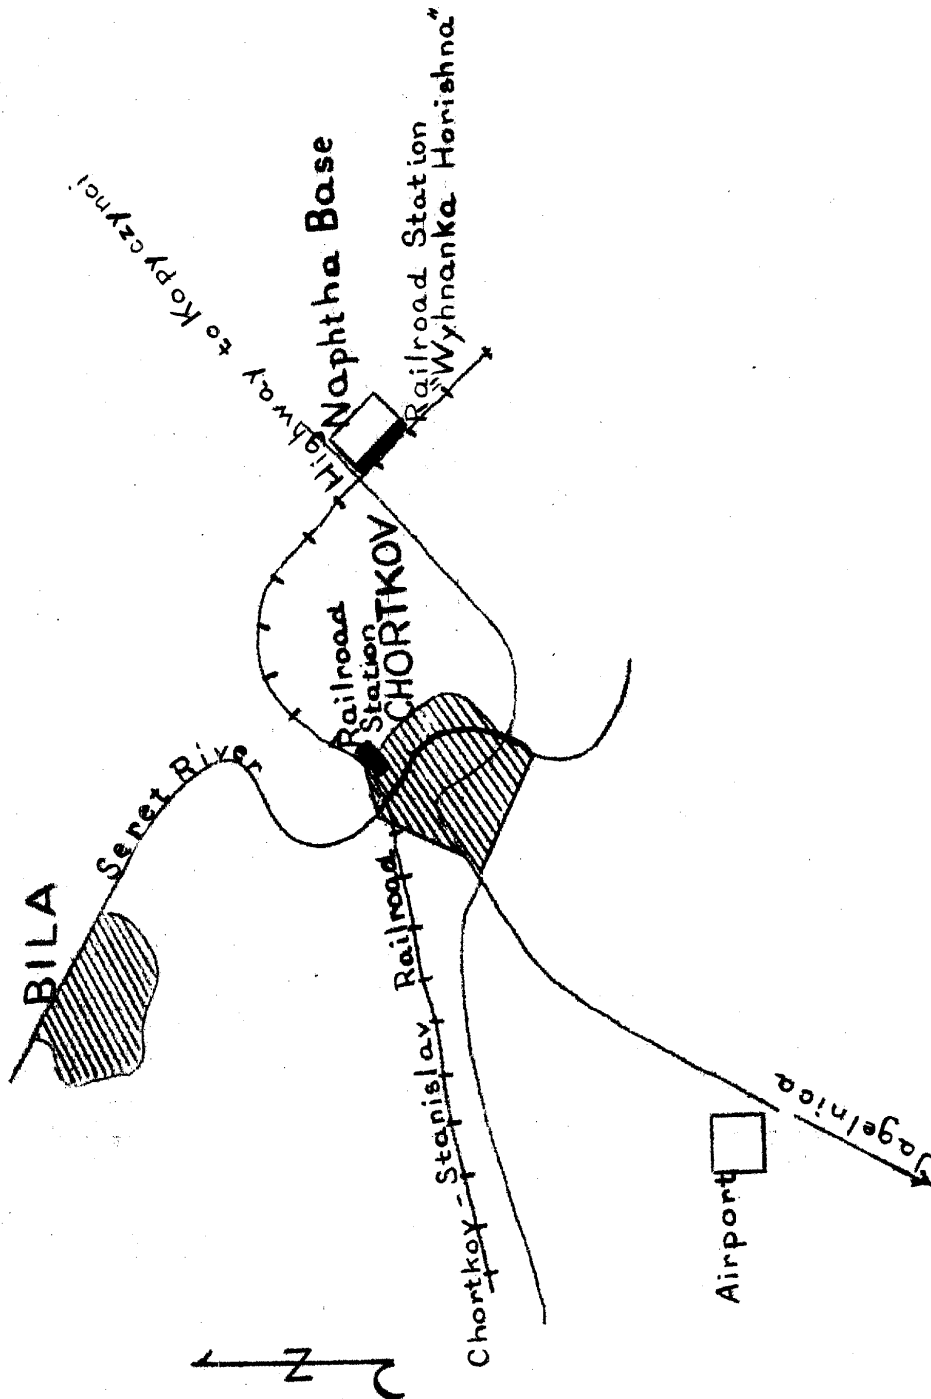 BILA
Seret River
Highway to Kopyczynci
Naphtha Base
Railroad Station
"Wyhnanka Horishna"
Railroad
Station
CHORTKOV
Chortkov - Stanislav Railroad
Airport
Jagelnica
N